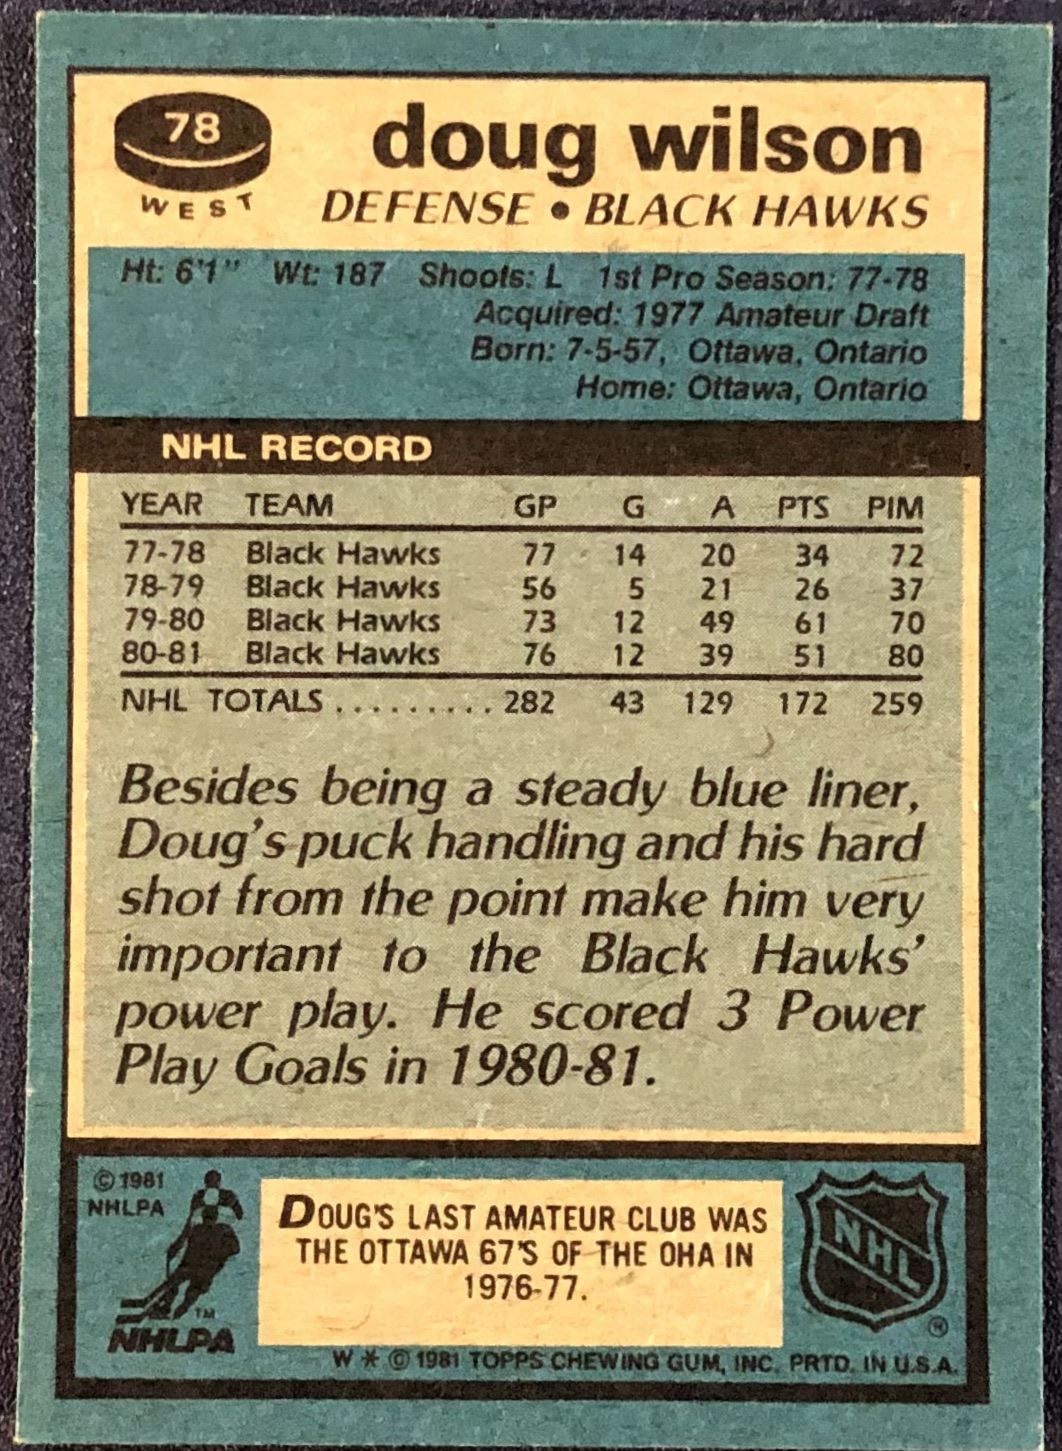 78
WEST
doug wilson
DEFENSE • BLACK HAWKS
Ht: 6'1" Wt: 187 Shoots: L 1st Pro Season: 77-78
Acquired: 1977 Amateur Draft
Born: 7-5-57, Ottawa, Ontario
Home: Ottawa, Ontario
NHL RECORD
YEAR TEAM GP G A PTS PIM
77-78 Black Hawks 77 14 20 34 72
78-79 Black Hawks 56 5 21 26 37
79-80 Black Hawks 73 12 49 61 70
80-81 Black Hawks 76 12 39 51 80
NHL TOTALS ......... 282 43 129 172 259
Besides being a steady blue liner,
Doug's puck handling and his hard
shot from the point make him very
important to the Black Hawks'
power play. He scored 3 Power
Play Goals in 1980-81.
© 1981
NHLPA
TM
NHLPA
DOUG'S LAST AMATEUR CLUB WAS
THE OTTAWA 67'S OF THE OHA IN
1976-77.
NHL
®
W * © 1981 TOPPS CHEWING GUM, INC. PRTD. IN U.S.A.